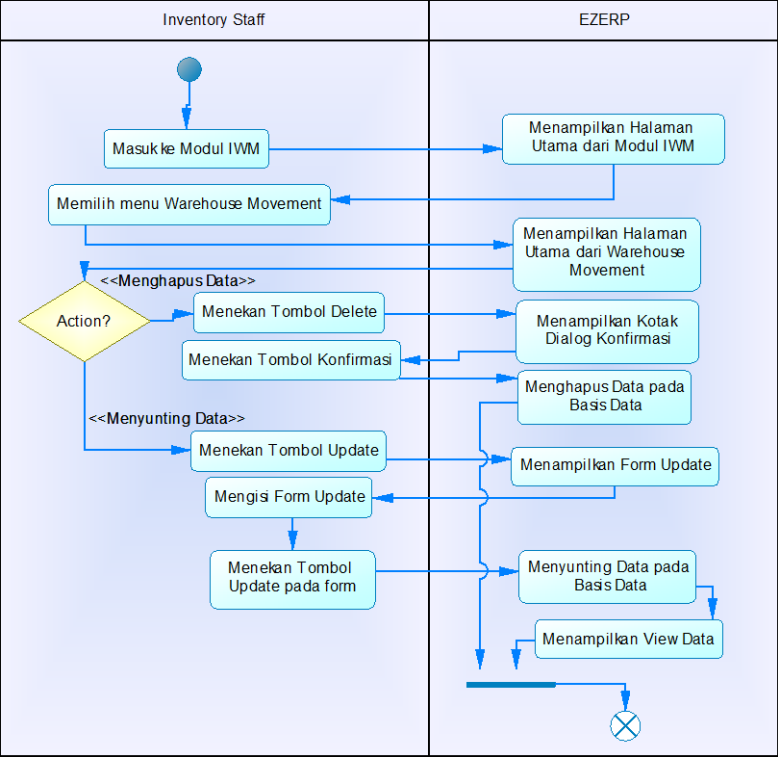 Inventory Staff
EZERP
Masuk ke Modul IWM
Menampilkan Halaman
Utama dari Modul IWM
Memilih menu Warehouse Movement
Menampilkan Halaman
Utama dari Warehouse
Movement
<<Menghapus Data>>
Action?
Menekan Tombol Delete
Menampilkan Kotak
Dialog Konfirmasi
Menekan Tombol Konfirmasi
Menghapus Data pada
Basis Data
<<Menyunting Data>>
Menekan Tombol Update
Menampilkan Form Update
Mengisi Form Update
Menekan Tombol
Update pada form
Menyunting Data pada
Basis Data
Menampilkan View Data